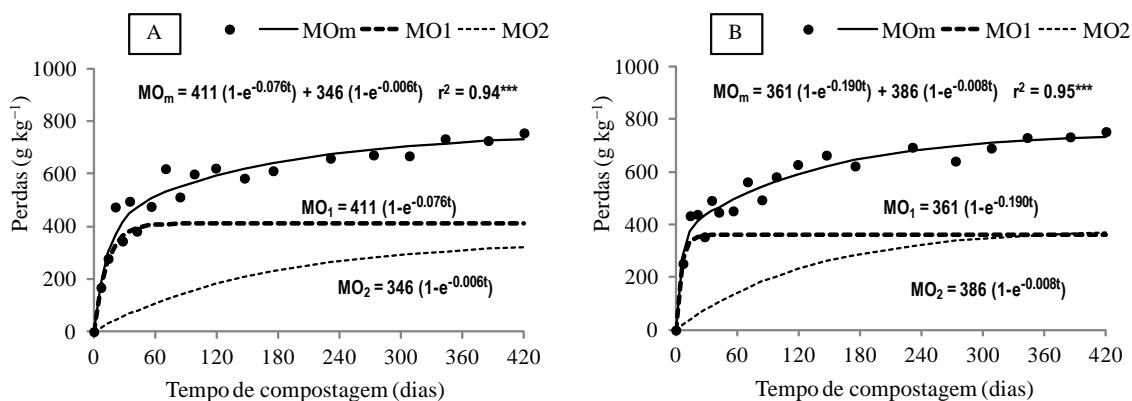 A MOm MO1 MO2
Perdas (g kg⁻¹)
1000
800
600
400
200
0
MOₘ = 411 (1-e⁻⁰·⁰⁷⁶ᵗ) + 346 (1-e⁻⁰·⁰⁰⁶ᵗ) r² = 0.94***
MO₁ = 411 (1-e⁻⁰·⁰⁷⁶ᵗ)
MO₂ = 346 (1-e⁻⁰·⁰⁰⁶ᵗ)
0 60 120 180 240 300 360 420
Tempo de compostagem (dias)
B MOm MO1 MO2
Perdas (g kg⁻¹)
1000
800
600
400
200
0
MOₘ = 361 (1-e⁻⁰·¹⁹⁰ᵗ) + 386 (1-e⁻⁰·⁰⁰⁸ᵗ) r² = 0.95***
MO₁ = 361 (1-e⁻⁰·¹⁹⁰ᵗ)
MO₂ = 386 (1-e⁻⁰·⁰⁰⁸ᵗ)
0 60 120 180 240 300 360 420
Tempo de compostagem (dias)